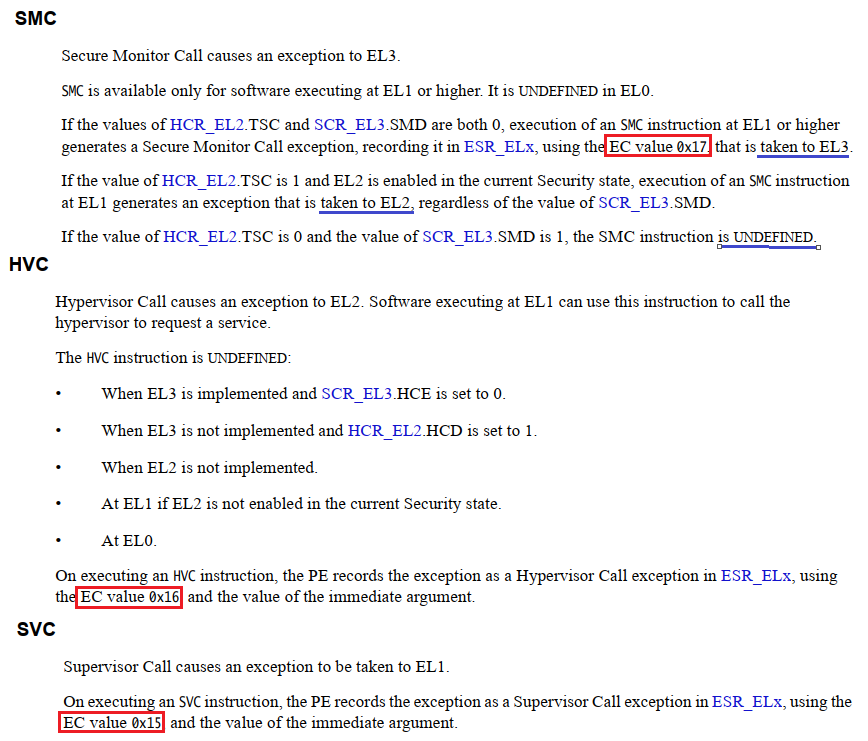 SMC
Secure Monitor Call causes an exception to EL3.
SMC is available only for software executing at EL1 or higher. It is UNDEFINED in EL0.
If the values of HCR_EL2.TSC and SCR_EL3.SMD are both 0, execution of an SMC instruction at EL1 or higher
generates a Secure Monitor Call exception, recording it in ESR_ELx, using the EC value 0x17, that is taken to EL3.
If the value of HCR_EL2.TSC is 1 and EL2 is enabled in the current Security state, execution of an SMC instruction
at EL1 generates an exception that is taken to EL2, regardless of the value of SCR_EL3.SMD.
If the value of HCR_EL2.TSC is 0 and the value of SCR_EL3.SMD is 1, the SMC instruction is UNDEFINED.
HVC
Hypervisor Call causes an exception to EL2. Software executing at EL1 can use this instruction to call the
hypervisor to request a service.
The HVC instruction is UNDEFINED:
• When EL3 is implemented and SCR_EL3.HCE is set to 0.
• When EL3 is not implemented and HCR_EL2.HCD is set to 1.
• When EL2 is not implemented.
• At EL1 if EL2 is not enabled in the current Security state.
• At EL0.
On executing an HVC instruction, the PE records the exception as a Hypervisor Call exception in ESR_ELx, using
the EC value 0x16 and the value of the immediate argument.
SVC
Supervisor Call causes an exception to be taken to EL1.
On executing an SVC instruction, the PE records the exception as a Supervisor Call exception in ESR_ELx, using the
EC value 0x15 and the value of the immediate argument.